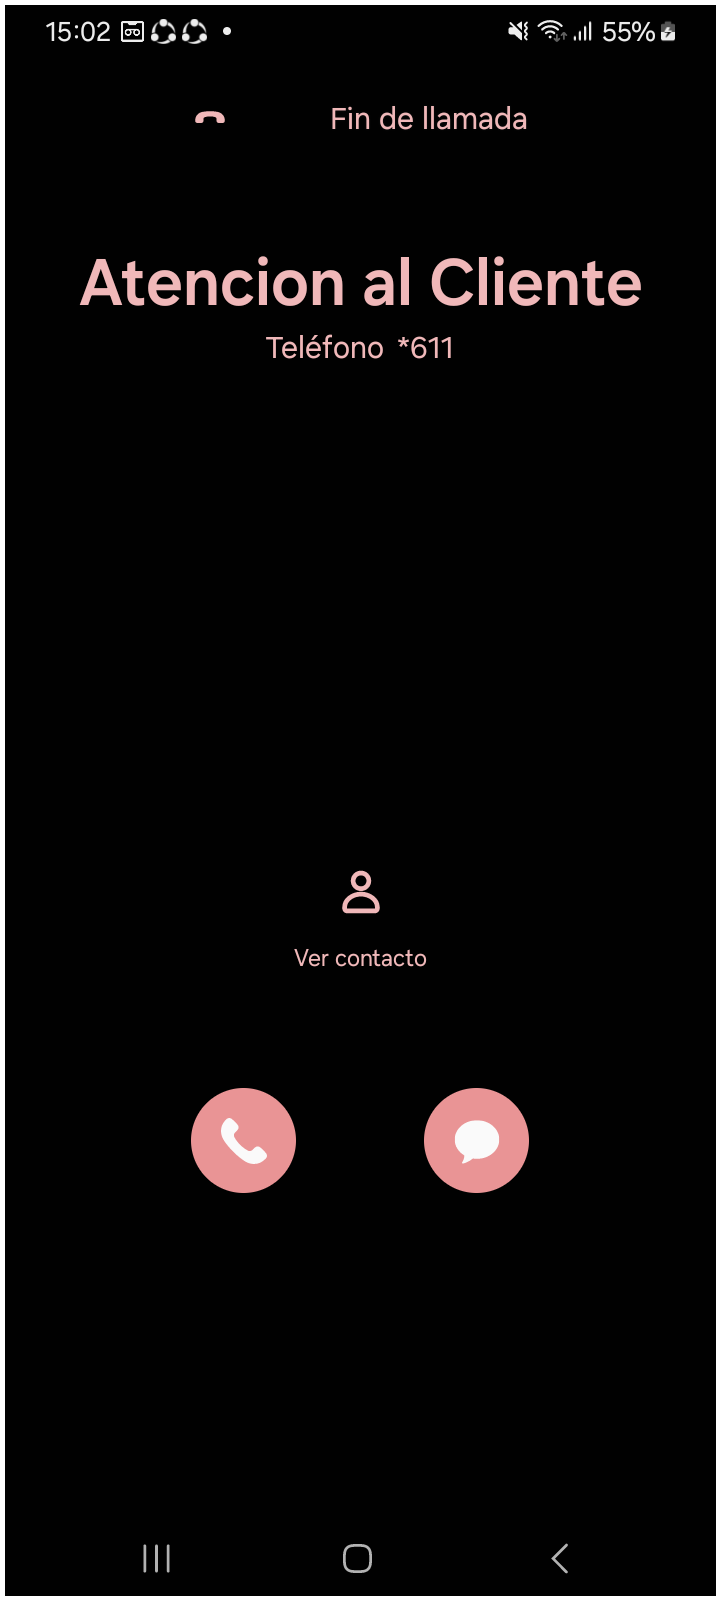 15:02 55%
Fin de llamada
Atencion al Cliente
Teléfono *611
Ver contacto